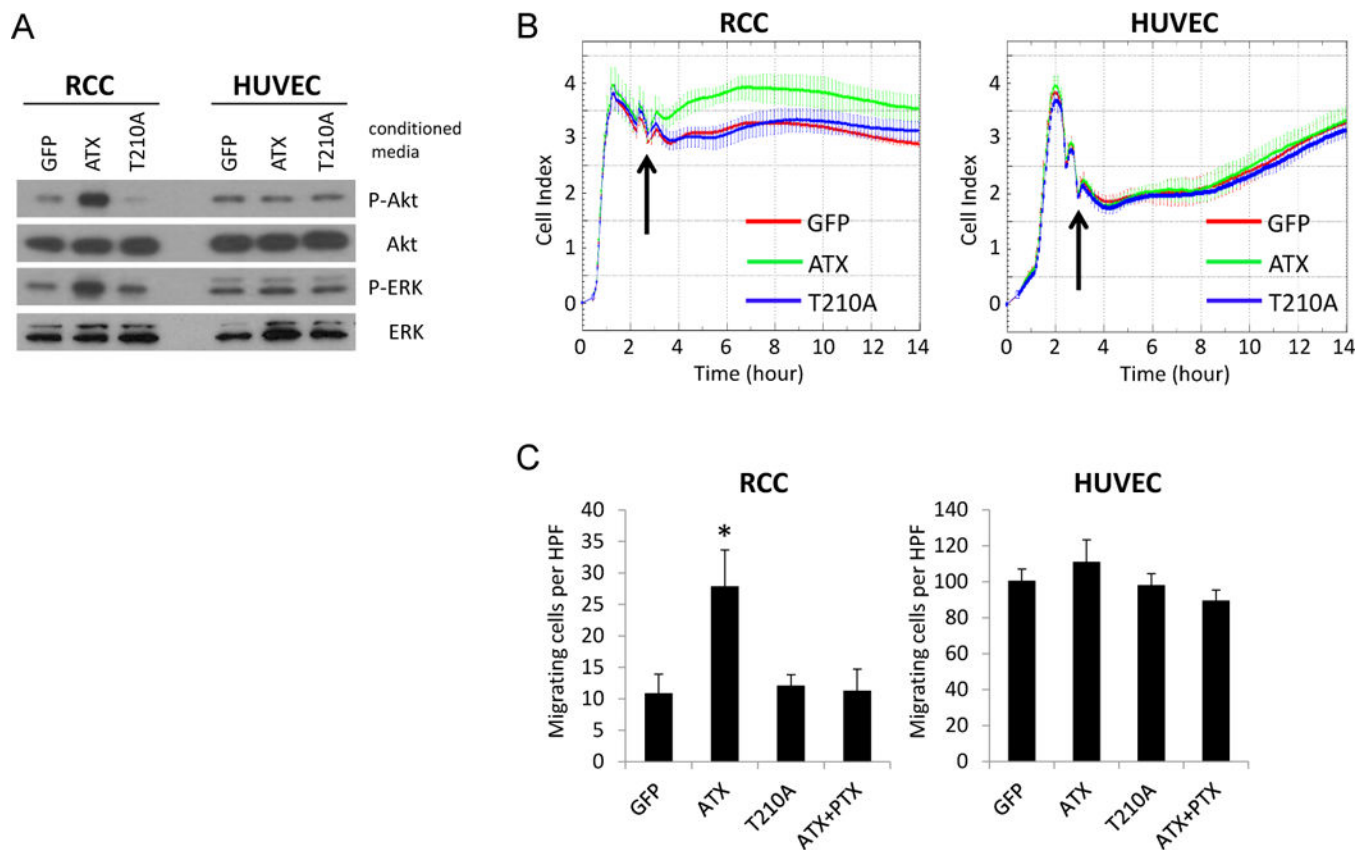 A
RCC HUVEC
GFP ATX T210A GFP ATX T210A conditioned media
P-Akt
Akt
P-ERK
ERK
B
RCC
Cell Index
4
3
2
1
0
GFP
ATX
T210A
0 2 4 6 8 10 12 14
Time (hour)
HUVEC
Cell Index
4
3
2
1
0
GFP
ATX
T210A
0 2 4 6 8 10 12 14
Time (hour)
C
RCC
Migrating cells per HPF
40
35
30
25
20
15
10
5
0
*
GFP ATX T210A ATX+PTX
HUVEC
Migrating cells per HPF
140
120
100
80
60
40
20
0
GFP ATX T210A ATX+PTX